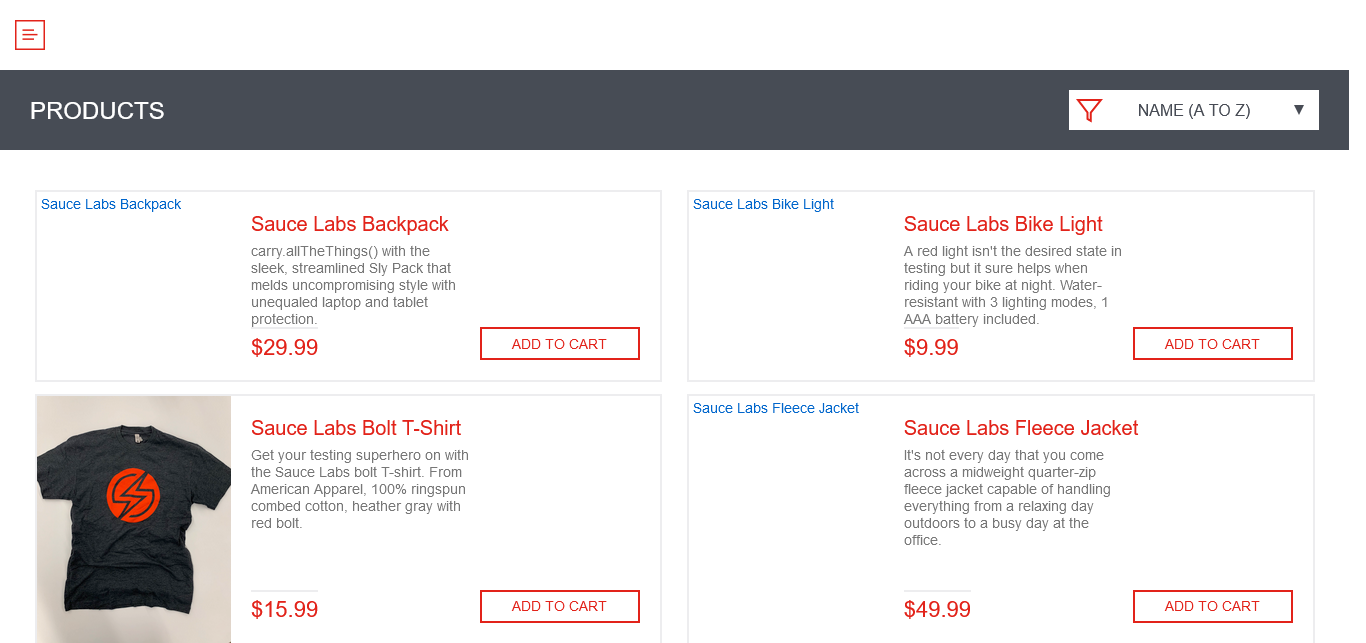 PRODUCTS
NAME (A TO Z)
Sauce Labs Backpack
Sauce Labs Backpack
carry.allTheThings() with the
sleek, streamlined Sly Pack that
melds uncompromising style with
unequaled laptop and tablet
protection.
$29.99
ADD TO CART
Sauce Labs Bike Light
Sauce Labs Bike Light
A red light isn't the desired state in
testing but it sure helps when
riding your bike at night. Water-
resistant with 3 lighting modes, 1
AAA battery included.
$9.99
ADD TO CART
Sauce Labs Bolt T-Shirt
Get your testing superhero on with
the Sauce Labs bolt T-shirt. From
American Apparel, 100% ringspun
combed cotton, heather gray with
red bolt.
$15.99
ADD TO CART
Sauce Labs Fleece Jacket
Sauce Labs Fleece Jacket
It's not every day that you come
across a midweight quarter-zip
fleece jacket capable of handling
everything from a relaxing day
outdoors to a busy day at the
office.
$49.99
ADD TO CART